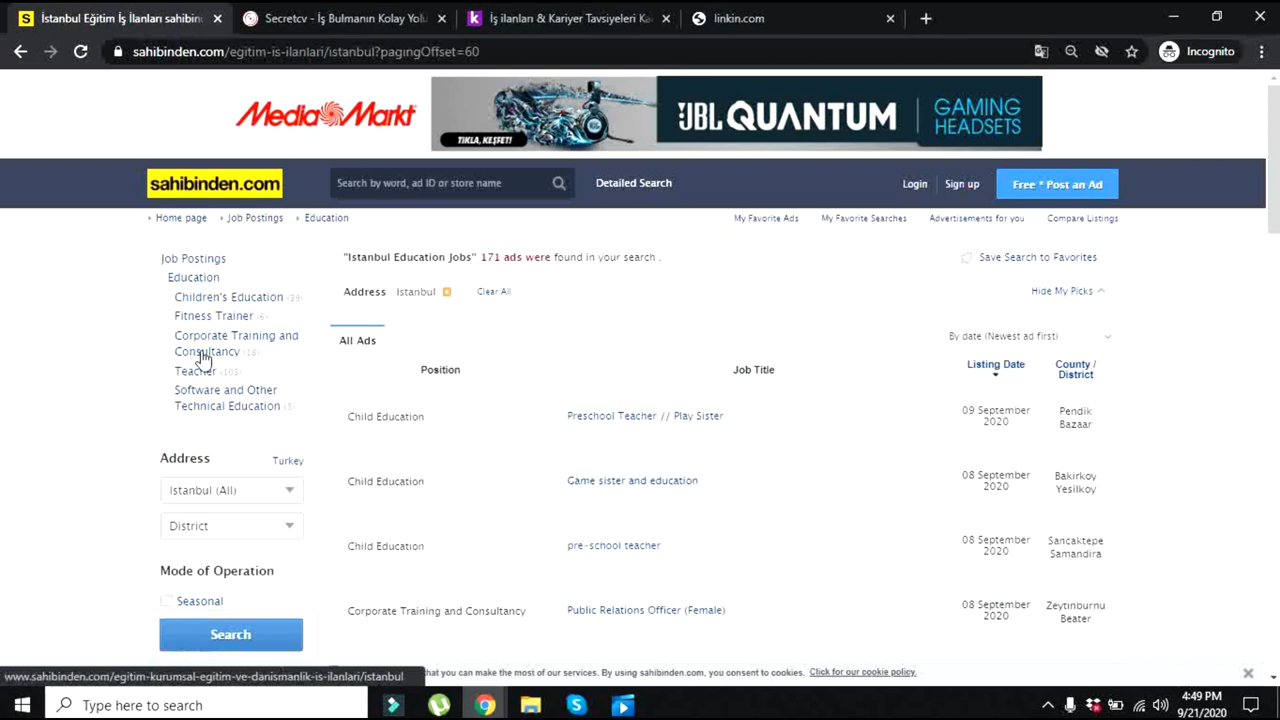 İstanbul Eğitim İş İlanları sahibind
Secretcv - İş Bulmanın Kolay Yolu
İş ilanları & Kariyer Tavsiyeleri Ka
linkin.com
sahibinden.com/egitim-is-ilanlari/istanbul?pagingOffset=60
Incognito
Media Markt
TIKLA, KEŞFET!
JBL QUANTUM
GAMING
HEADSETS
sahibinden.com
Search by word, ad ID or store name
Detailed Search
Login
Sign up
Free * Post an Ad
Home page
Job Postings
Education
My Favorite Ads
My Favorite Searches
Advertisements for you
Compare Listings
Job Postings
Education
Children's Education (39)
Fitness Trainer (6)
Corporate Training and
Consultancy (18)
Teacher (103)
Software and Other
Technical Education (5)
Address
Turkey
Istanbul (All)
District
Mode of Operation
Seasonal
Search
"Istanbul Education Jobs" 171 ads were found in your search .
Save Search to Favorites
Address
Istanbul
Clear All
Hide My Picks
All Ads
By date (Newest ad first)
Position
Job Title
Listing Date
County /
District
Child Education
Preschool Teacher // Play Sister
09 September
2020
Pendik
Bazaar
Child Education
Game sister and education
08 September
2020
Bakirkoy
Yesilkoy
Child Education
pre-school teacher
08 September
2020
Sancaktepe
Samandira
Corporate Training and Consultancy
Public Relations Officer (Female)
08 September
2020
Zeytinburnu
Beater
that you can make the most of our services. By using sahibinden.com, you consent to cookies. Click for our cookie policy.
www.sahibinden.com/egitim-kurumsal-egitim-ve-danismanlik-is-ilanlari/istanbul
Type here to search
4:49 PM
9/21/2020